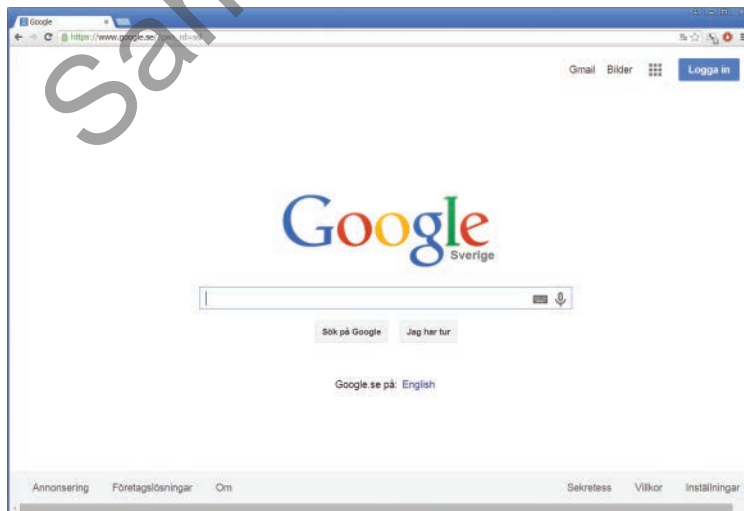 Google
https://www.google.se/
Gmail Bilder Logga in
Google
Sverige
Sök på Google Jag har tur
Google.se på: English
Annonsering Företagslösningar Om Sekretess Villkor Inställningar